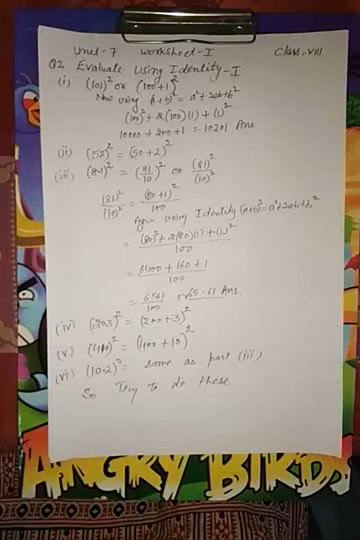 Unit-7 Worksheet-I Class-VIII
Q2 Evaluate Using Identity-I
(i) (101)² or (100+1)²
Now using (a+b)² = a²+2ab+b²
(100)² + 2(100)(1) + (1)²
10000 + 200 + 1 = 10201 Ans
(ii) (52)² = (50+2)²
(iii) (8.1)² = (81/10)² or (81)²/(10)²
(81)²/(10)² = (80+1)²/100
Again Using Identity (a+b)² = a²+2ab+b²
= (80)² + 2(80)(1) + (1)²/100
= 6400 + 160 + 1/100
= 6561/100 or 65.61 Ans
(iv) (203)² = (200+3)²
(v) (410)² = (400+10)²
(vi) (10.2)² = same as part (iii)
So Try to do these
ANGRY BIRDS